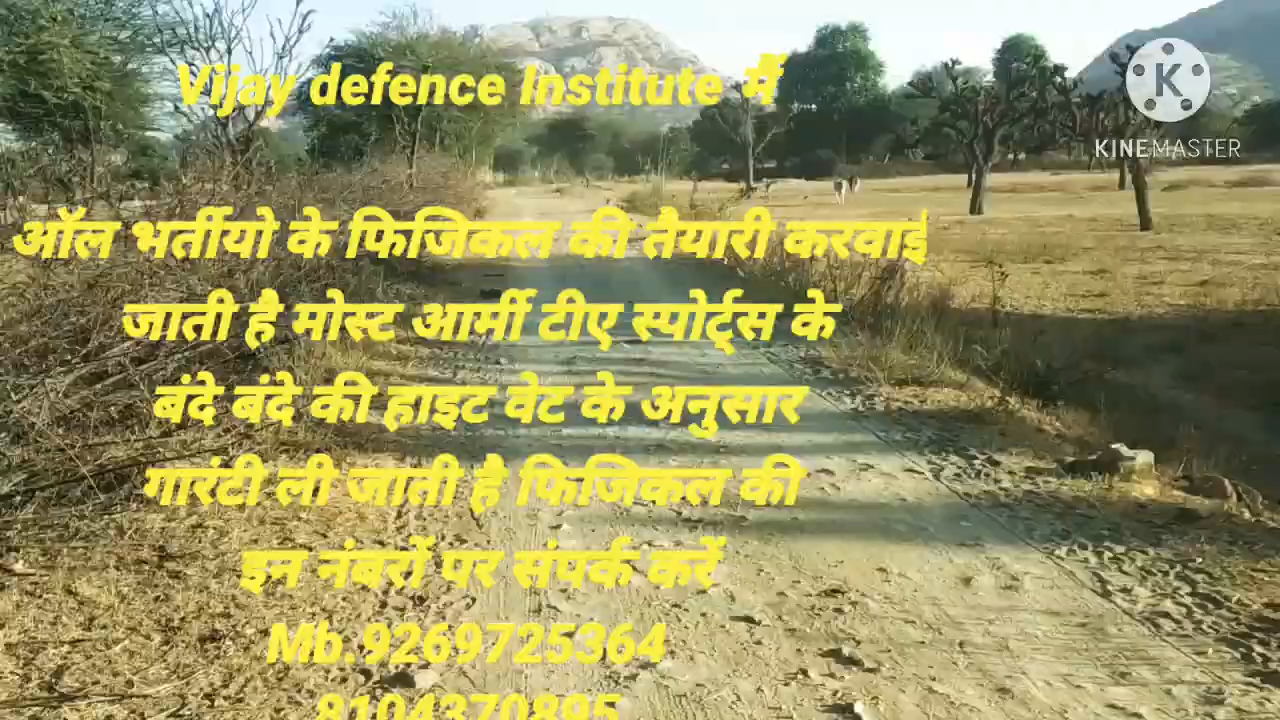 Vijay defence Institute में
ऑल भर्तीयो के फिजिकल की तैयारी करवाई
जाती है मोस्ट आर्मी टीए स्पोर्ट्स के
बंदे बंदे की हाइट वेट के अनुसार
गारंटी ली जाती है फिजिकल की
इन नंबरों पर संपर्क करें
Mb.9269725364
8104370895
K
KINEMASTER